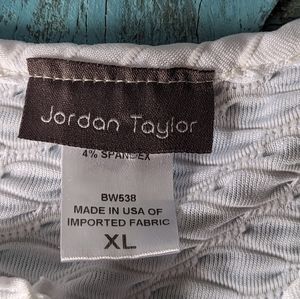 Jordan Taylor
4% SPANDEX
BW538
MADE IN USA OF
IMPORTED FABRIC
XL